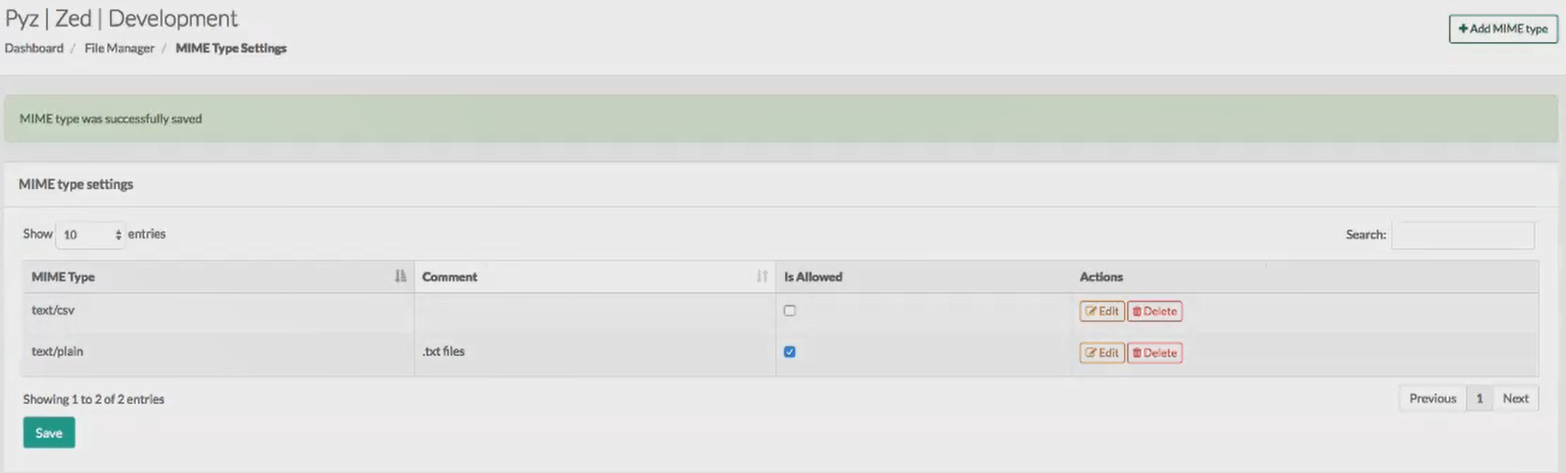 Pyz | Zed | Development
Dashboard / File Manager / MIME Type Settings
+ Add MIME type
MIME type was successfully saved
MIME type settings
Show 10 entries
Search:
MIME Type Comment Is Allowed Actions
text/csv Edit Delete
text/plain .txt files Edit Delete
Showing 1 to 2 of 2 entries
Previous 1 Next
Save